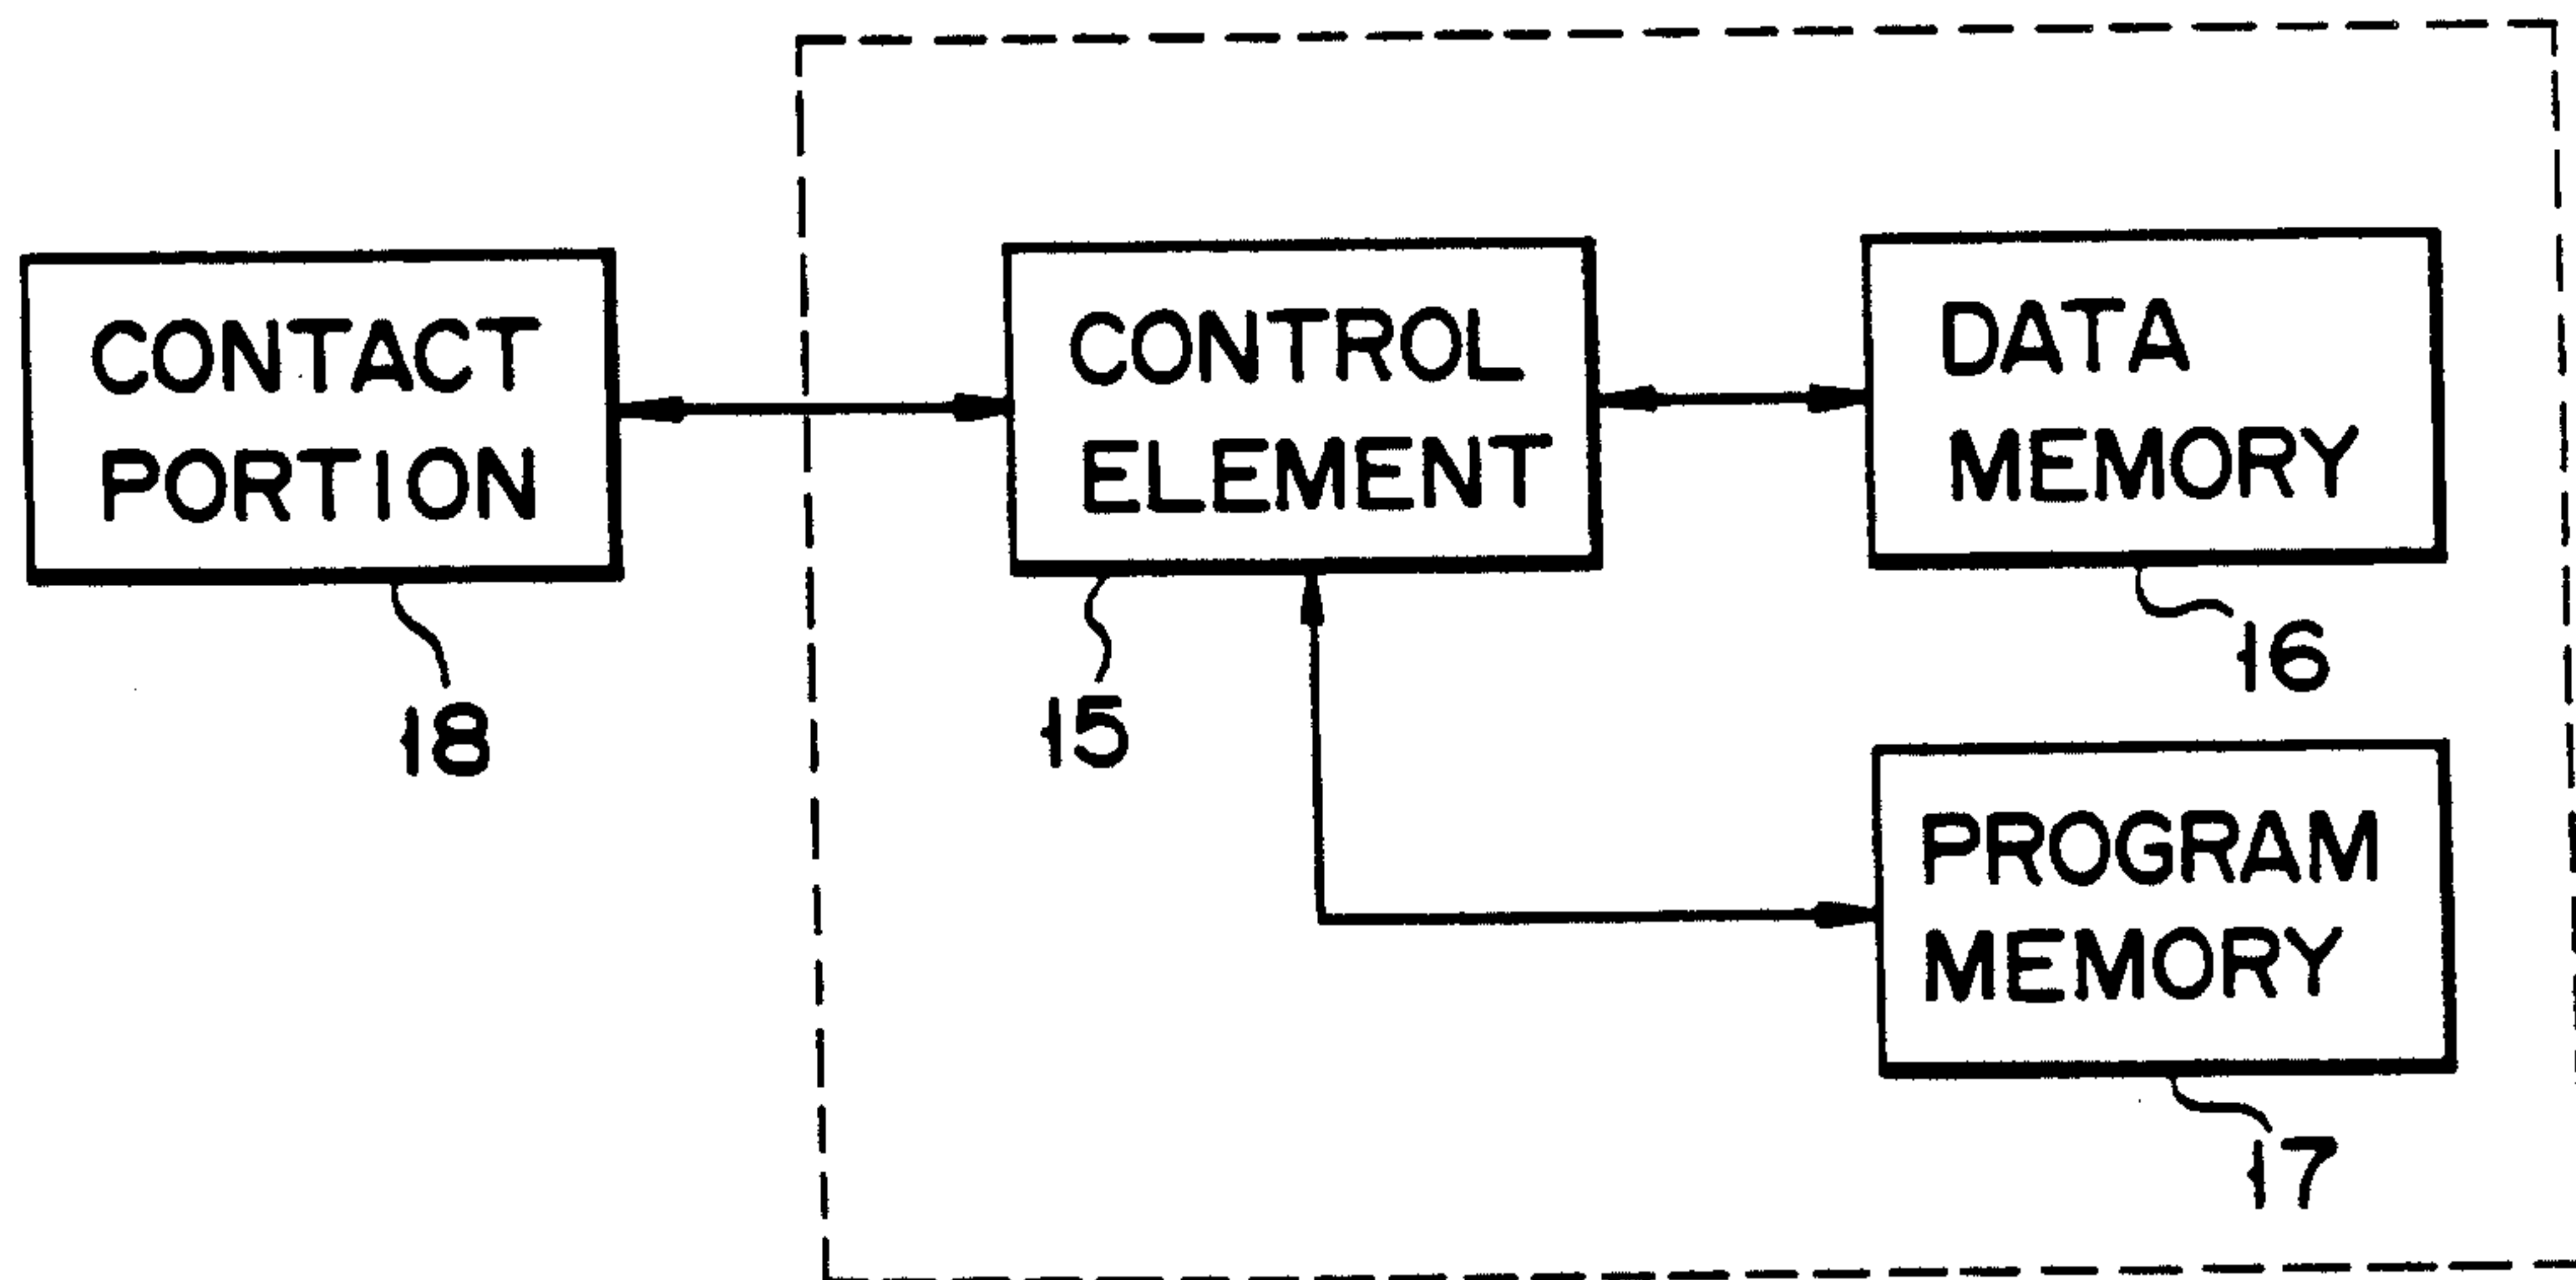 CONTACT
PORTION
18
CONTROL
ELEMENT
15
DATA
MEMORY
16
PROGRAM
MEMORY
17